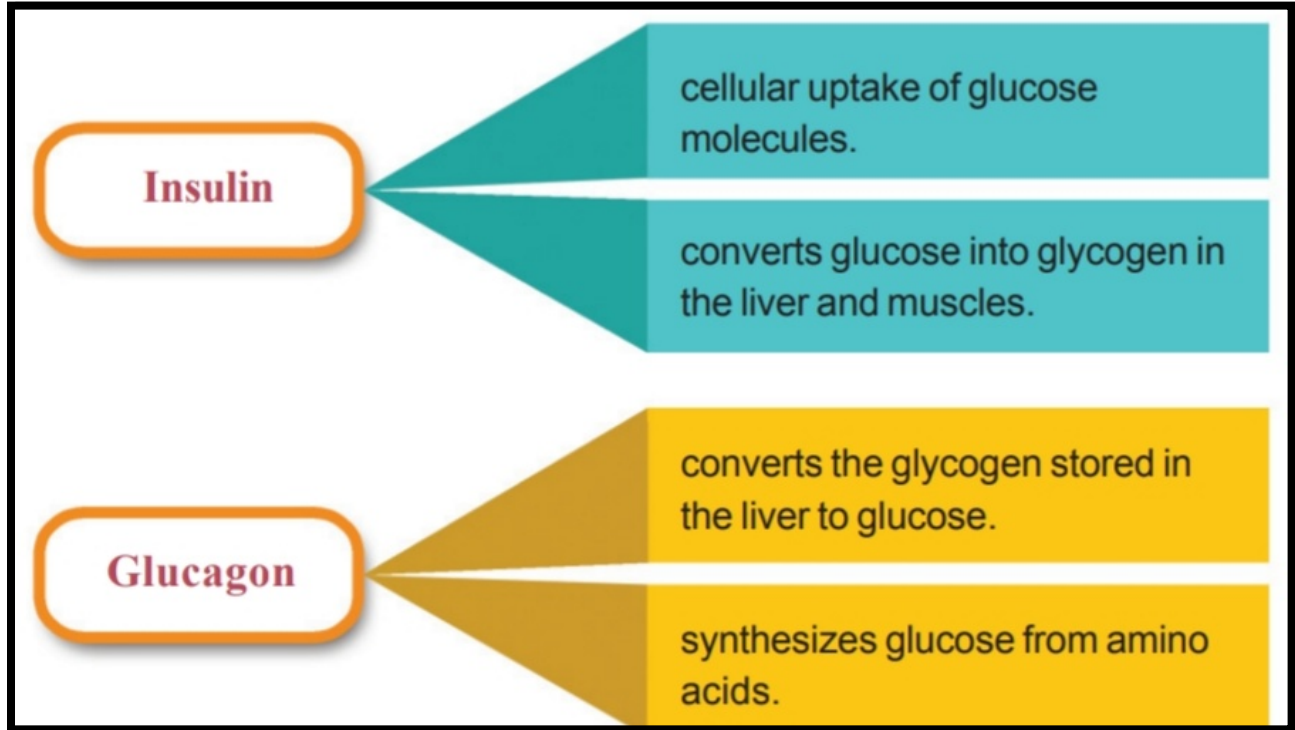 Insulin
cellular uptake of glucose
molecules.
converts glucose into glycogen in
the liver and muscles.
Glucagon
converts the glycogen stored in
the liver to glucose.
synthesizes glucose from amino
acids.